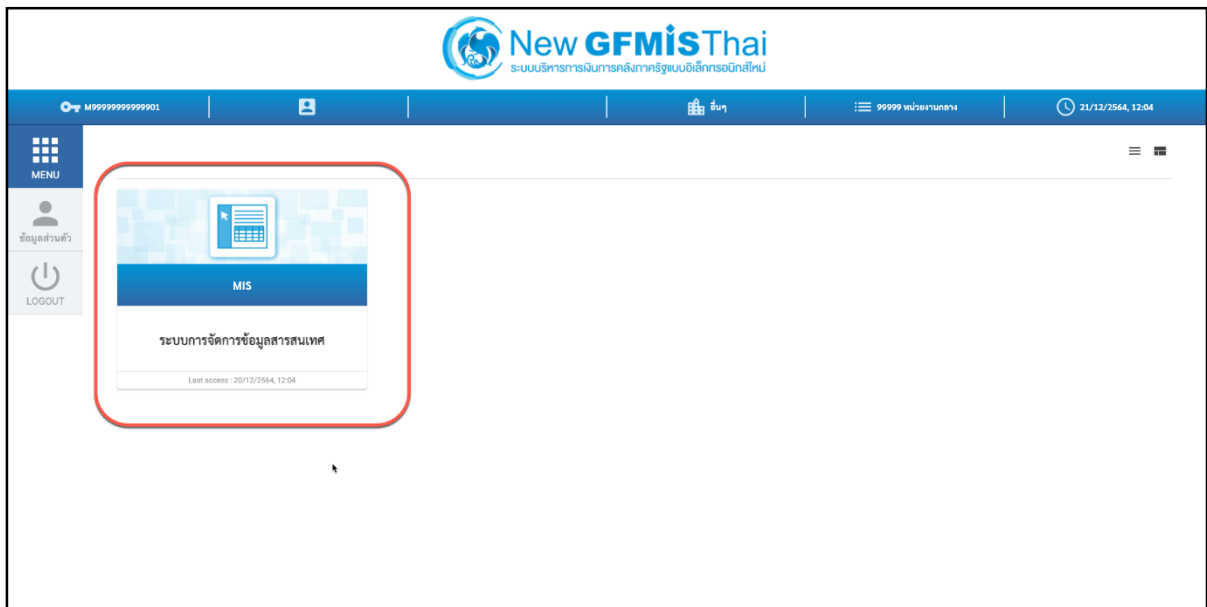 New GFMISThai
ระบบบริหารการเงินการคลังภาครัฐแบบอิเล็กทรอนิกส์ใหม่
M99999999999901
อื่นๆ
99999 หน่วยงานกลาง
21/12/2564, 12:04
MENU
ข้อมูลส่วนตัว
LOGOUT
MIS
ระบบการจัดการข้อมูลสารสนเทศ
Last access : 20/12/2564, 12:04